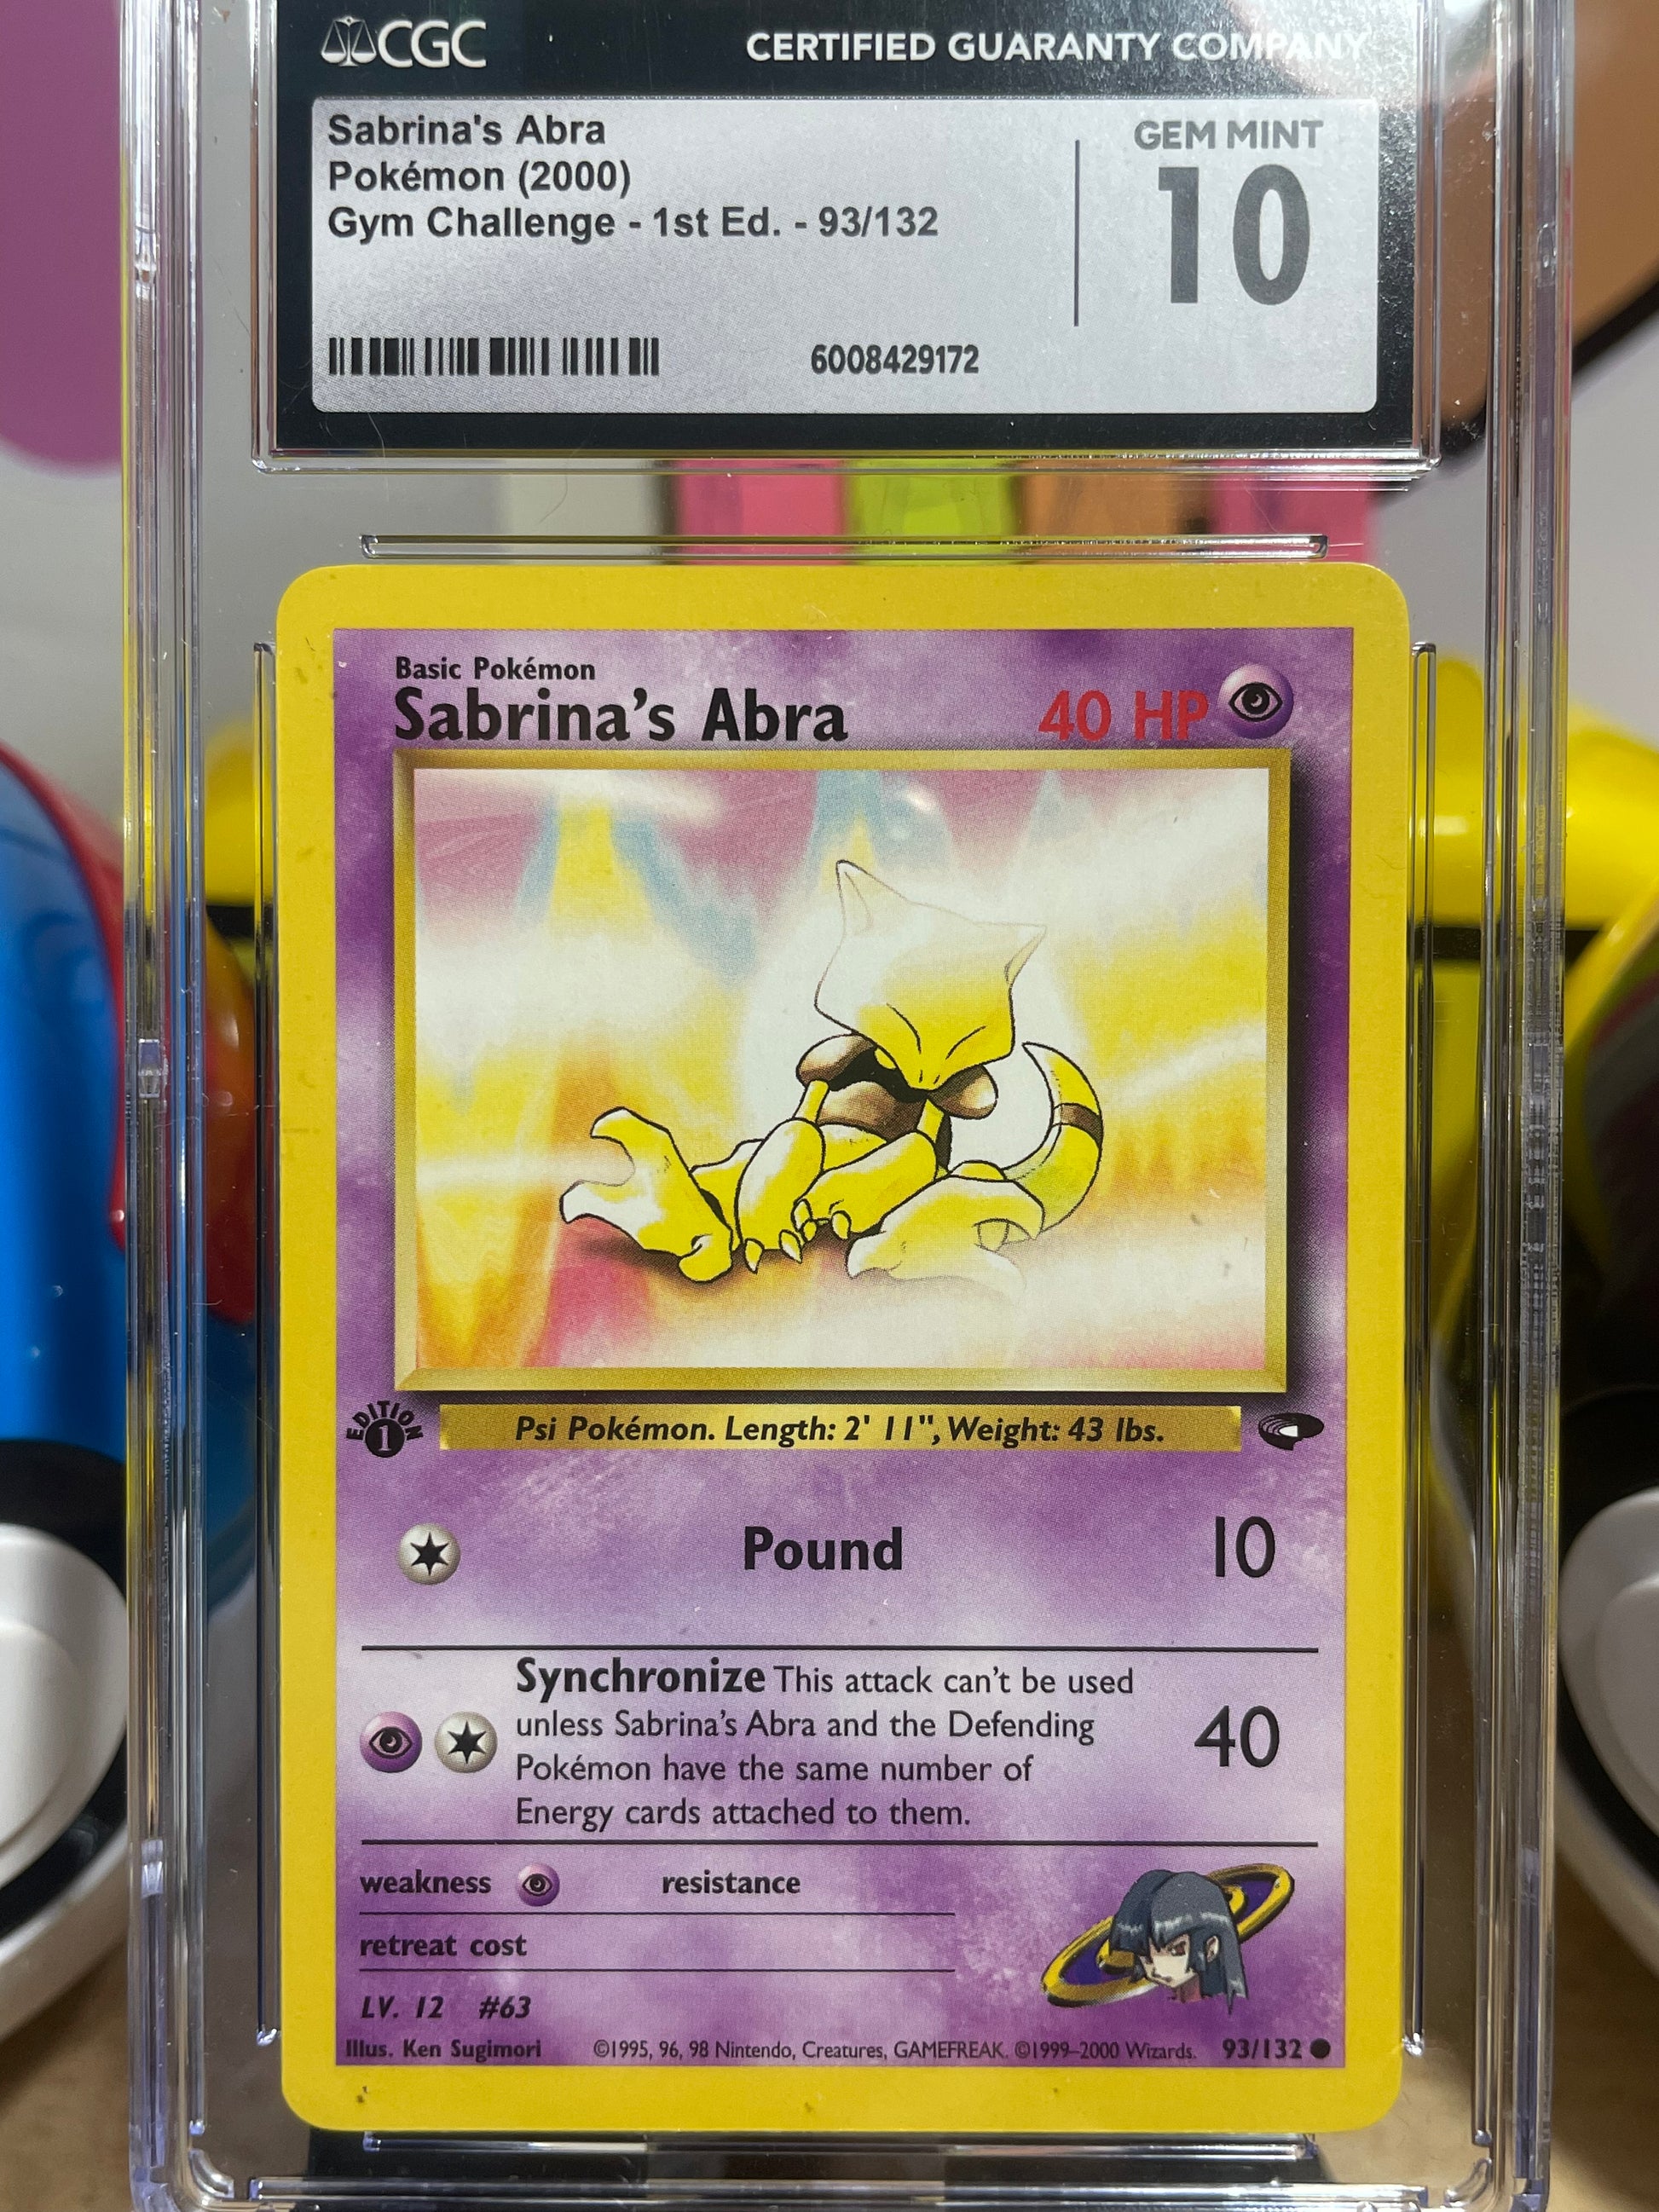 CGC
CERTIFIED GUARANTY COMPANY
Sabrina's Abra
Pokémon (2000)
Gym Challenge - 1st Ed. - 93/132
GEM MINT
10
6008429172
Basic Pokémon
Sabrina's Abra
40 HP
EDITION
1
Psi Pokémon. Length: 2' 11", Weight: 43 lbs.
Pound 10
Synchronize This attack can't be used
unless Sabrina's Abra and the Defending
Pokémon have the same number of
Energy cards attached to them.
40
weakness resistance
retreat cost
LV. 12 #63
Illus. Ken Sugimori ©1995, 96, 98 Nintendo, Creatures, GAMEFREAK. ©1999–2000 Wizards. 93/132